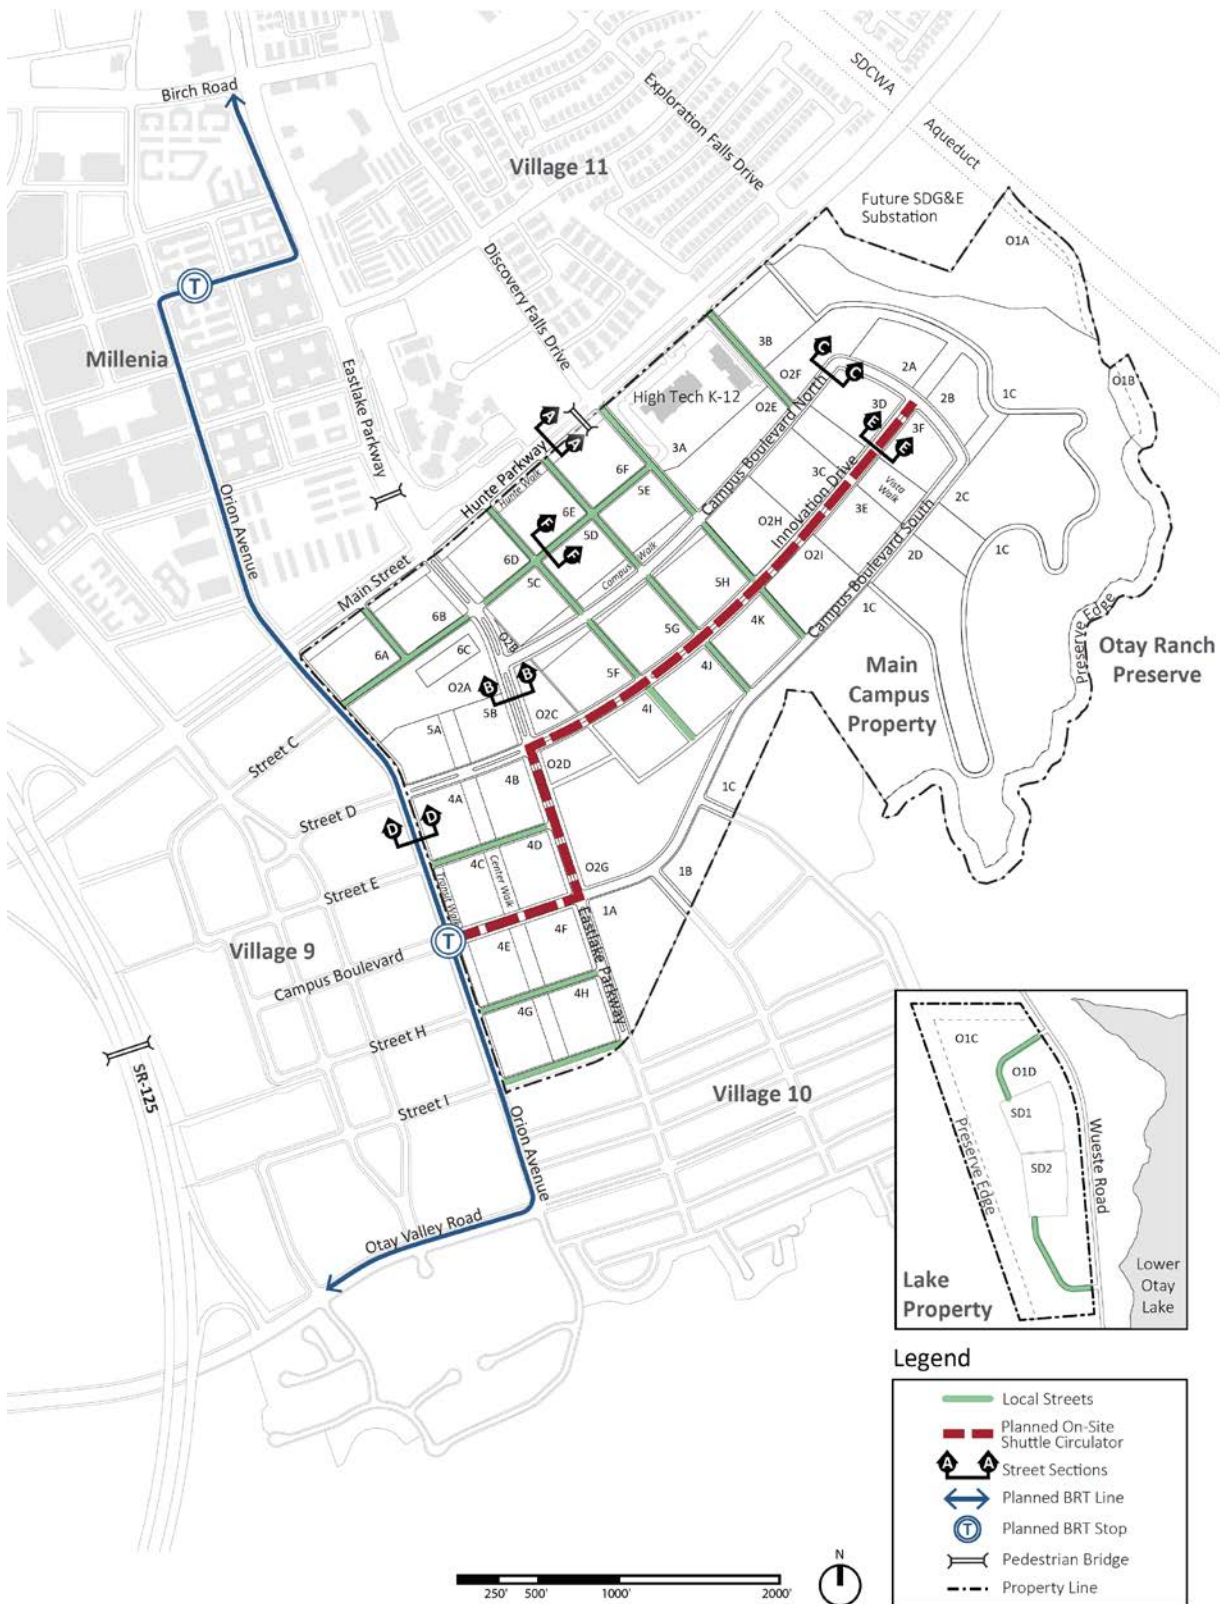 Birch Road
SDCWA
Aqueduct
Exploration Falls Drive
Village 11
Future SDG&E
Substation
O1A
Discovery Falls Drive
Millenia
Eastlake Parkway
High Tech K-12
3B
O2F
O2E
3A
C
C
2A
2B
1C
O1B
3D
3F
E
E
Campus Boulevard North
A
A
Hunte Parkway
Hunte Walk
6F
5E
3C
Innovation Drive
Vista
Walk
3E
2C
Orion Avenue
6E
F
F
5D
O2H
O2I
Campus Boulevard South
2D
1C
6D
5C
Campus Walk
5H
4K
1C
Main Street
6B
6A
6C
O2B
5G
4J
Preserve Edge
Otay Ranch
Preserve
Main
Campus
Property
O2A
B
B
5F
4I
5B
O2C
5A
Street C
O2D
4B
4A
1C
Street D
D
D
4D
4C
Center Walk
Transit Walk
O2G
1B
Street E
1A
4F
4E
T
T
Village 9
Campus Boulevard
Eastlake Parkway
4H
4G
Street H
SR-125
Street I
Village 10
Orion Avenue
Otay Valley Road
O1C
O1D
SD1
SD2
Preserve Edge
Wueste Road
Lower
Otay
Lake
Lake
Property
Legend
Local Streets
Planned On-Site
Shuttle Circulator
A A Street Sections
Planned BRT Line
T Planned BRT Stop
Pedestrian Bridge
Property Line
N
250' 500' 1000' 2000'